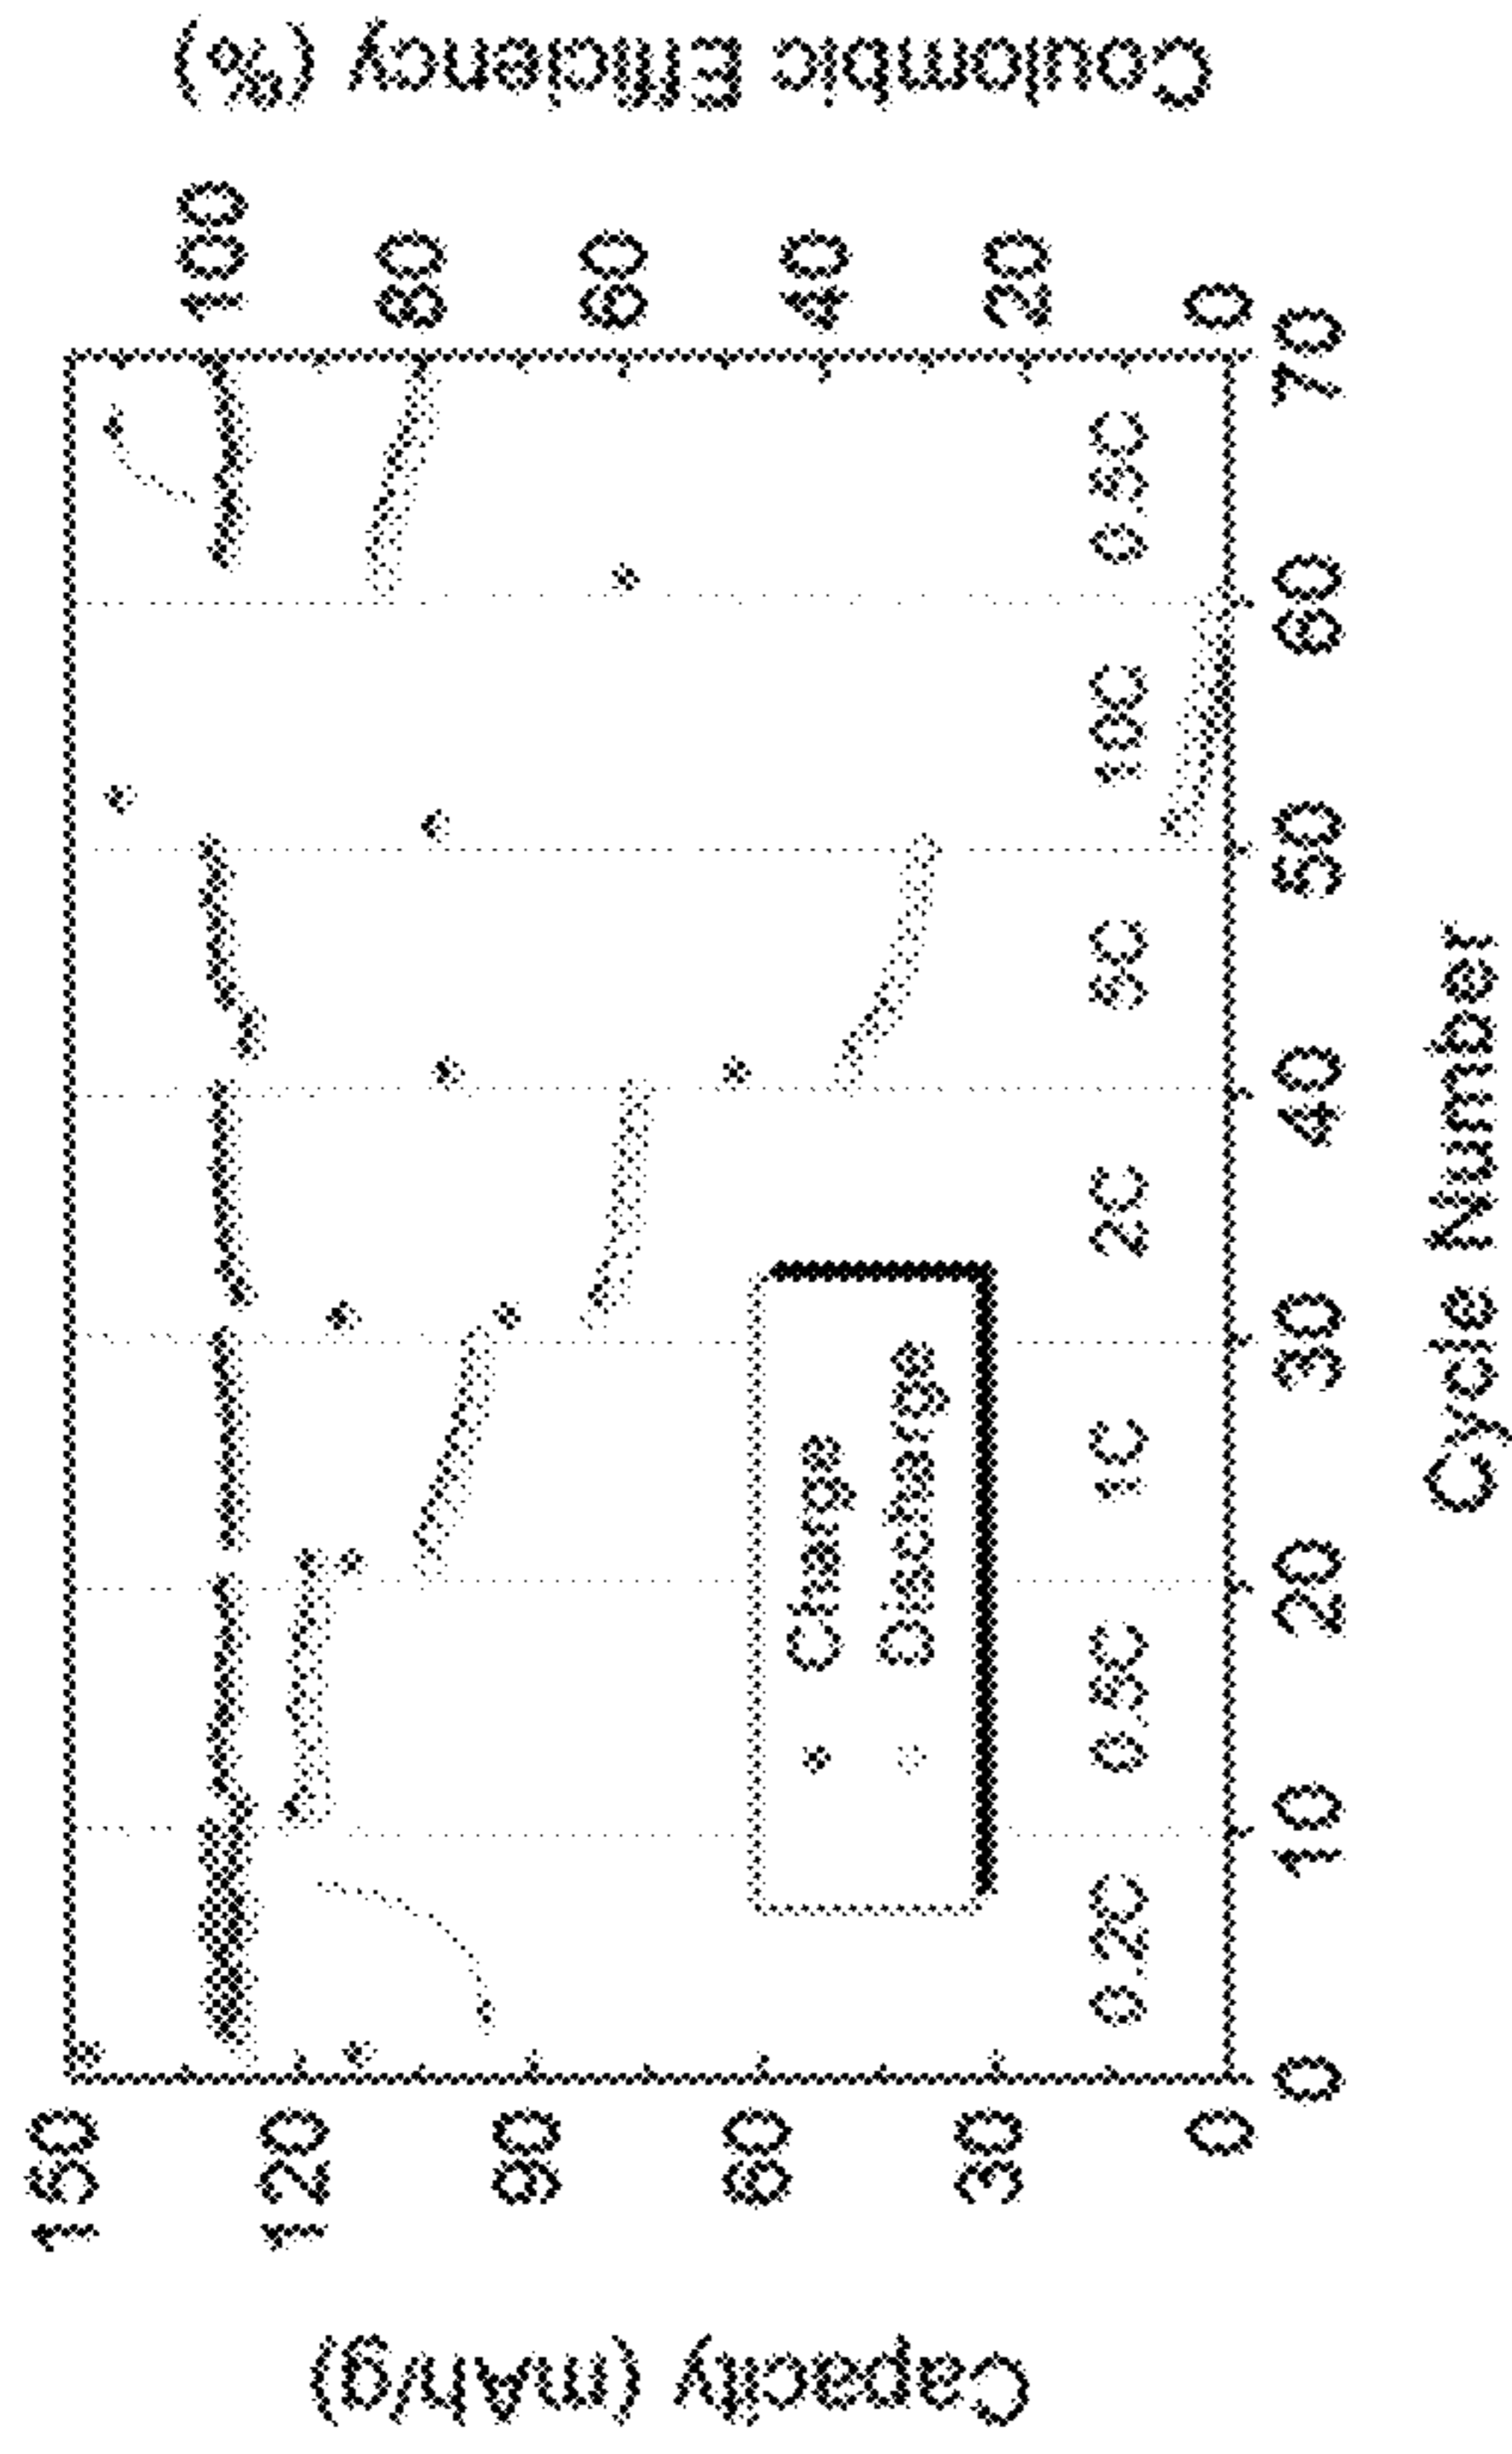 Capacity (mAh/g)
150
120
90
60
30
0
Charge
Discharge
0.2C 0.5C 1C 2C 5C 10C 0.5C
0 10 20 30 40 50 60 70
Cycle Number
100
80
60
40
20
0
Coulombic Efficiency (%)